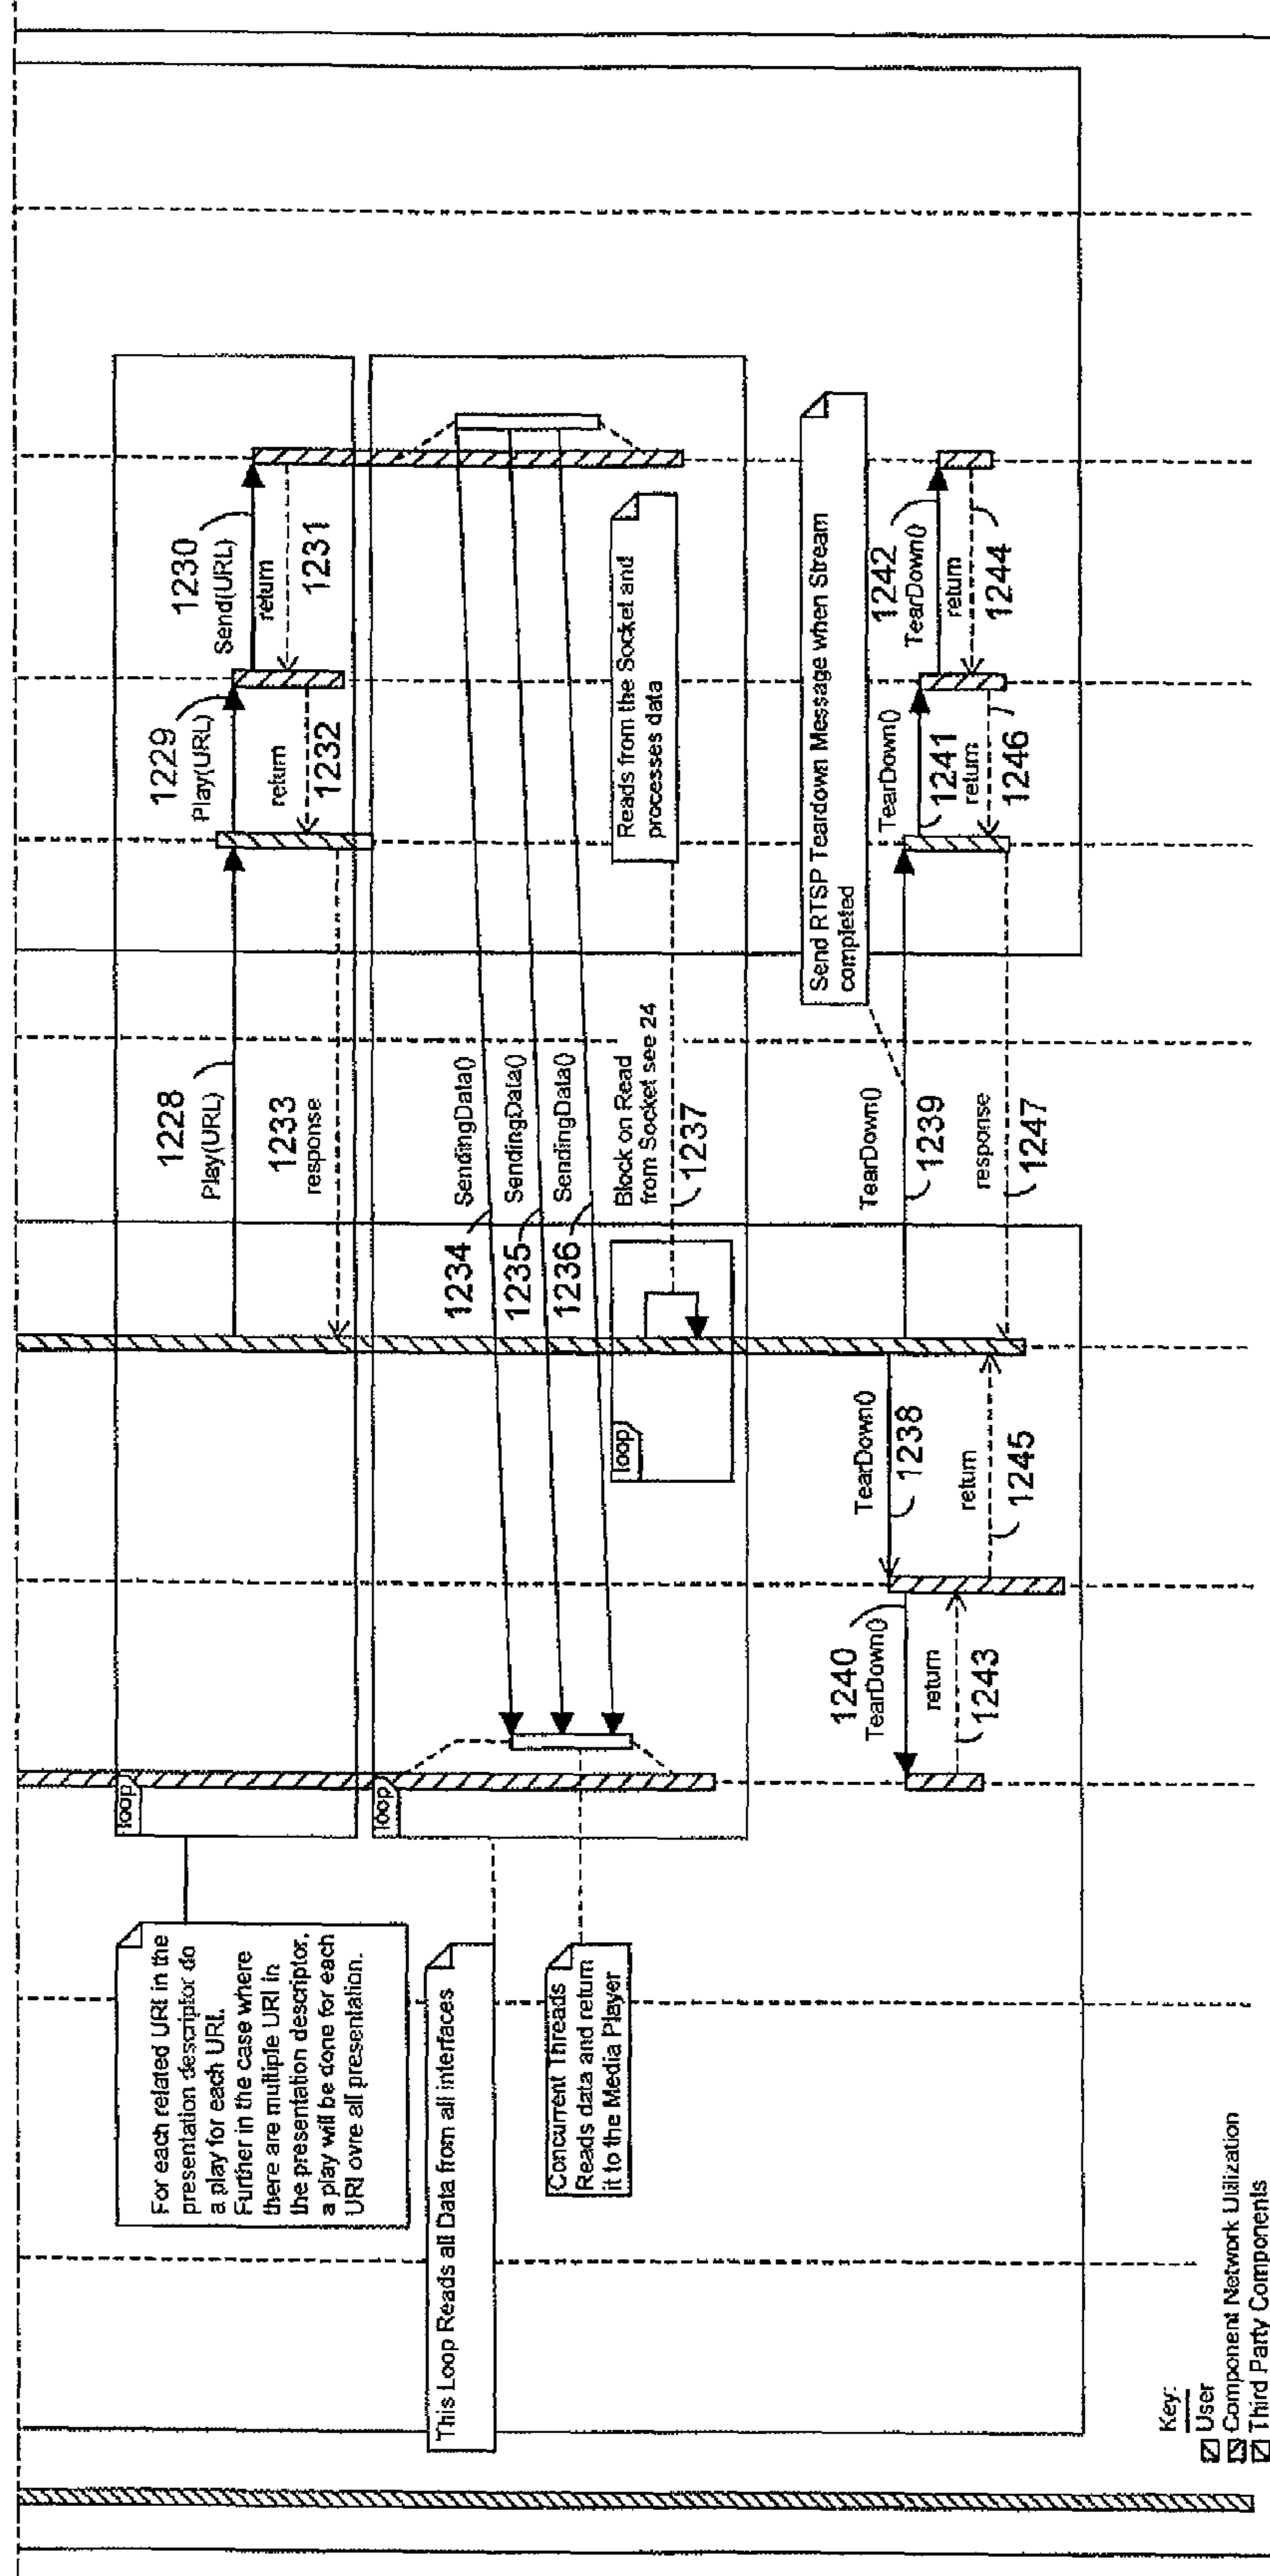 For each related URI in the
presentation descriptor do
a play for each URI.
Further in the case where
there are multiple URI in
the presentation descriptor,
a play will be done for each
URI ovre all presentation.
loop
1228
Play(URL)
1229
Play(URL)
1230
Send(URL)
return
1231
return
1232
1233
response
This Loop Reads all Data from all interfaces
loop
Concurrent Threads
Reads data and return
it to the Media Player
1234
SendingData()
1235
SendingData()
1236
SendingData()
loop
Block on Read
from Socket see 24
1237
Reads from the Socket and
processes data
Send RTSP Teardown Message when Stream
completed
1240
TearDown()
return
1243
TearDown()
1238
return
1245
TearDown()
1239
response
1247
TearDown()
1241
return
1246
1242
TearDown()
return
1244
Key:
User
Component Network Utilization
Third Party Components